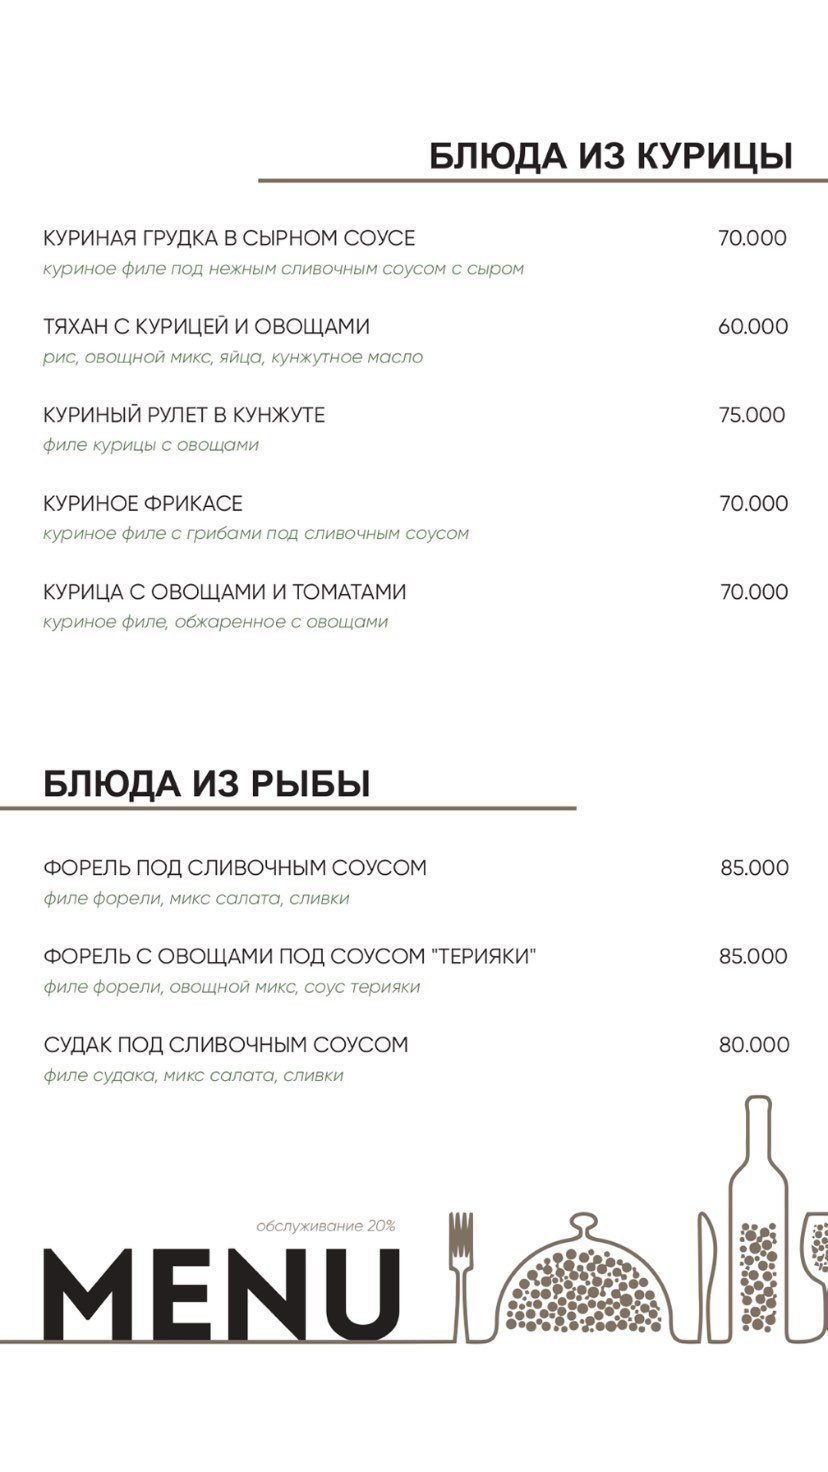 БЛЮДА ИЗ КУРИЦЫ
КУРИНАЯ ГРУДКА В СЫРНОМ СОУСЕ 70.000
куриное филе под нежным сливочным соусом с сыром
ТЯХАН С КУРИЦЕЙ И ОВОЩАМИ 60.000
рис, овощной микс, яйца, кунжутное масло
КУРИНЫЙ РУЛЕТ В КУНЖУТЕ 75.000
филе курицы с овощами
КУРИНОЕ ФРИКАСЕ 70.000
куриное филе с грибами под сливочным соусом
КУРИЦА С ОВОЩАМИ И ТОМАТАМИ 70.000
куриное филе, обжаренное с овощами
БЛЮДА ИЗ РЫБЫ
ФОРЕЛЬ ПОД СЛИВОЧНЫМ СОУСОМ 85.000
филе форели, микс салата, сливки
ФОРЕЛЬ С ОВОЩАМИ ПОД СОУСОМ "ТЕРИЯКИ" 85.000
филе форели, овощной микс, соус терияки
СУДАК ПОД СЛИВОЧНЫМ СОУСОМ 80.000
филе судака, микс салата, сливки
обслуживание 20%
MENU